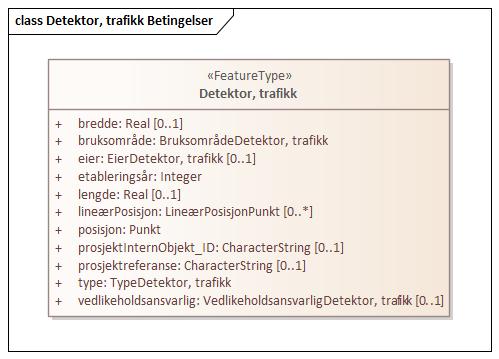 class Detektor, trafikk Betingelser
«FeatureType»
Detektor, trafikk
+ bredde: Real [0..1]
+ bruksområde: BruksområdeDetektor, trafikk
+ eier: EierDetektor, trafikk [0..1]
+ etableringsår: Integer
+ lengde: Real [0..1]
+ lineærPosisjon: LineærPosisjonPunkt [0..*]
+ posisjon: Punkt
+ prosjektInternObjekt_ID: CharacterString [0..1]
+ prosjektreferanse: CharacterString [0..1]
+ type: TypeDetektor, trafikk
+ vedlikeholdsansvarlig: VedlikeholdsansvarligDetektor, trafikk [0..1]